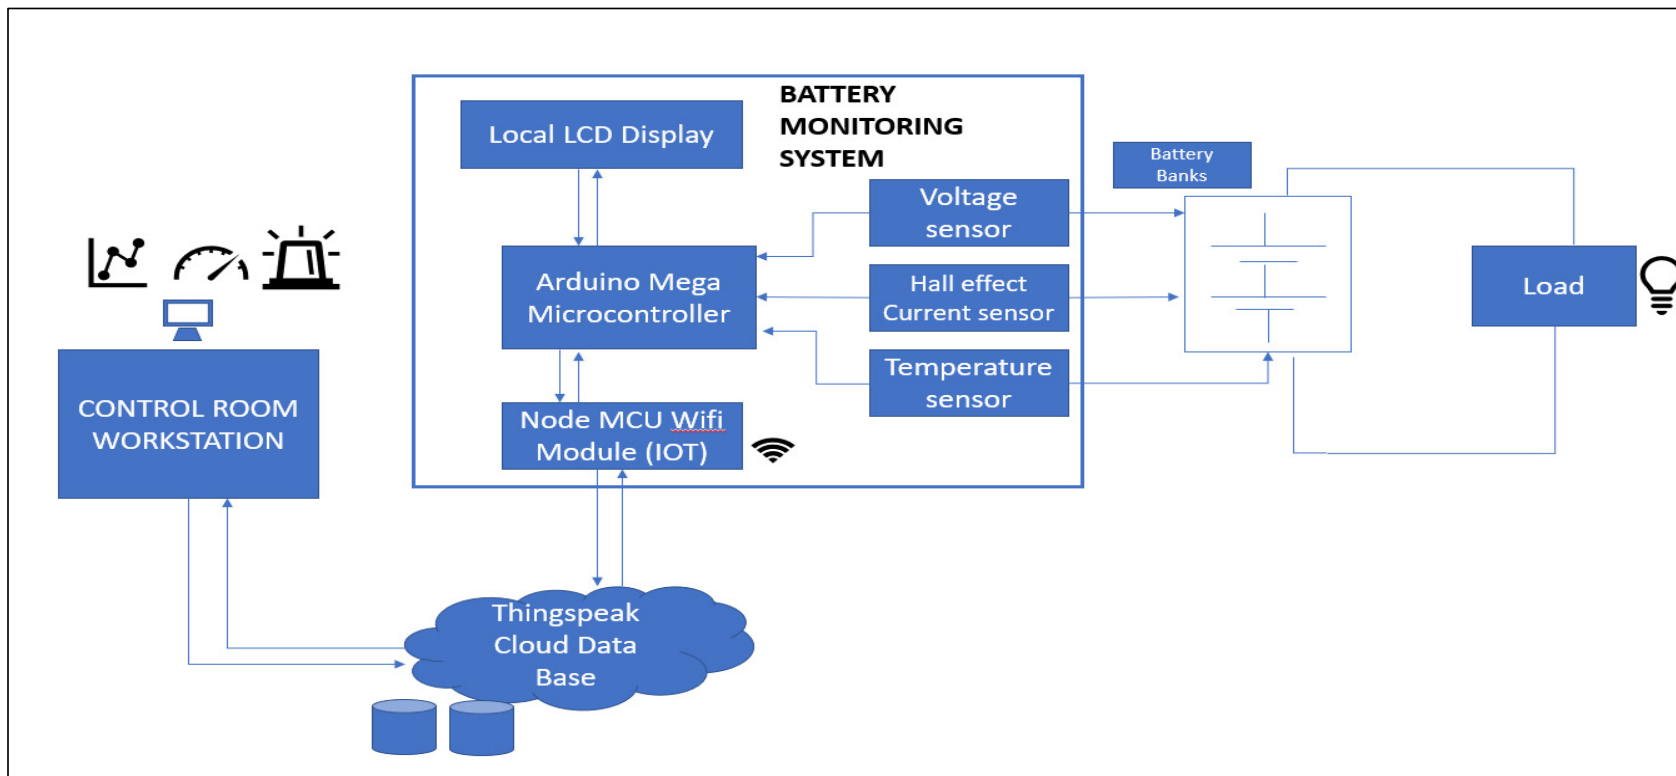 BATTERY
MONITORING
SYSTEM
Local LCD Display
Battery
Banks
Voltage
sensor
Arduino Mega
Microcontroller
Hall effect
Current sensor
Load
Temperature
sensor
CONTROL ROOM
WORKSTATION
Node MCU Wifi
Module (IOT)
Thingspeak
Cloud Data
Base